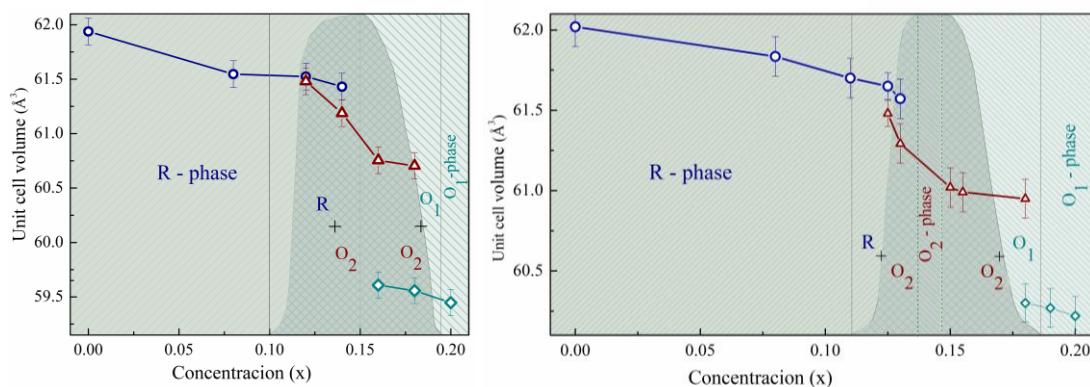 62.0
61.5
61.0
60.5
60.0
59.5
Unit cell volume (Å³)
R - phase
R
+
O₂
O₁
+
O₂
O₁-phase
0.00
0.05
0.10
0.15
0.20
Concentracion (x)
62.0
61.5
61.0
60.5
Unit cell volume (Å³)
R - phase
R
+
O₂
O₂ - phase
O₁
+
O₂
O₁ - phase
0.00
0.05
0.10
0.15
0.20
Concentracion (x)